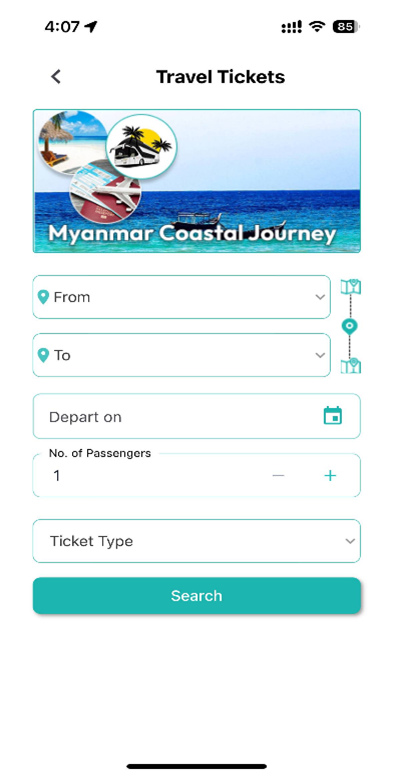 4:07
85
Travel Tickets
Myanmar Coastal Journey
From
To
Depart on
No. of Passengers
1
Ticket Type
Search